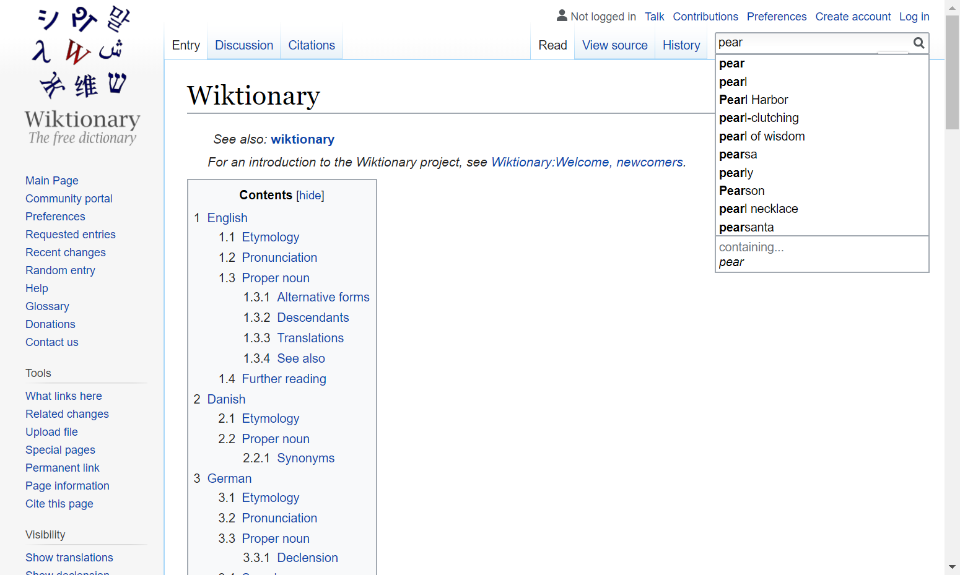 シ ウィ 말
λ W ش
ネ 维 ש
Wiktionary
The free dictionary
Main Page
Community portal
Preferences
Requested entries
Recent changes
Random entry
Help
Glossary
Donations
Contact us
Tools
What links here
Related changes
Upload file
Special pages
Permanent link
Page information
Cite this page
Visibility
Show translations
Show declension
Not logged in Talk Contributions Preferences Create account Log in
Entry Discussion Citations Read View source History
pear
pear
pearl
Pearl Harbor
pearl-clutching
pearl of wisdom
pearsa
pearly
Pearson
pearl necklace
pearsanta
containing...
pear
Wiktionary
See also: wiktionary
For an introduction to the Wiktionary project, see Wiktionary:Welcome, newcomers.
Contents [hide]
1 English
1.1 Etymology
1.2 Pronunciation
1.3 Proper noun
1.3.1 Alternative forms
1.3.2 Descendants
1.3.3 Translations
1.3.4 See also
1.4 Further reading
2 Danish
2.1 Etymology
2.2 Proper noun
2.2.1 Synonyms
3 German
3.1 Etymology
3.2 Pronunciation
3.3 Proper noun
3.3.1 Declension